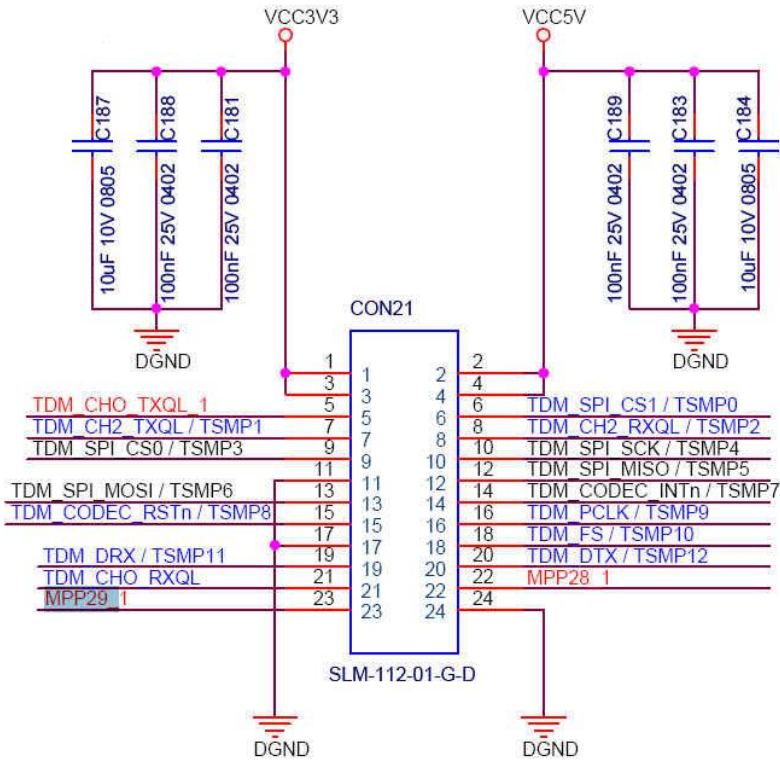 VCC3V3
VCC5V
C187
10uF 10V 0805
C188
100nF 25V 0402
C181
100nF 25V 0402
C189
100nF 25V 0402
C183
100nF 25V 0402
C184
10uF 10V 0805
DGND
DGND
CON21
1 1 2 2
3 3 4 4
TDM_CHO_TXQL_1 5 5 6 6 TDM_SPI_CS1 / TSMP0
TDM_CH2_TXQL / TSMP1 7 7 8 8 TDM_CH2_RXQL / TSMP2
TDM_SPI_CS0 / TSMP3 9 9 10 10 TDM_SPI_SCK / TSMP4
11 11 12 12 TDM_SPI_MISO / TSMP5
TDM_SPI_MOSI / TSMP6 13 13 14 14 TDM_CODEC_INTn / TSMP7
TDM_CODEC_RSTn / TSMP8 15 15 16 16 TDM_PCLK / TSMP9
17 17 18 18 TDM_FS / TSMP10
TDM_DRX / TSMP11 19 19 20 20 TDM_DTX / TSMP12
TDM_CHO_RXQL 21 21 22 22 MPP28_1
MPP29_1 23 23 24 24
SLM-112-01-G-D
DGND
DGND